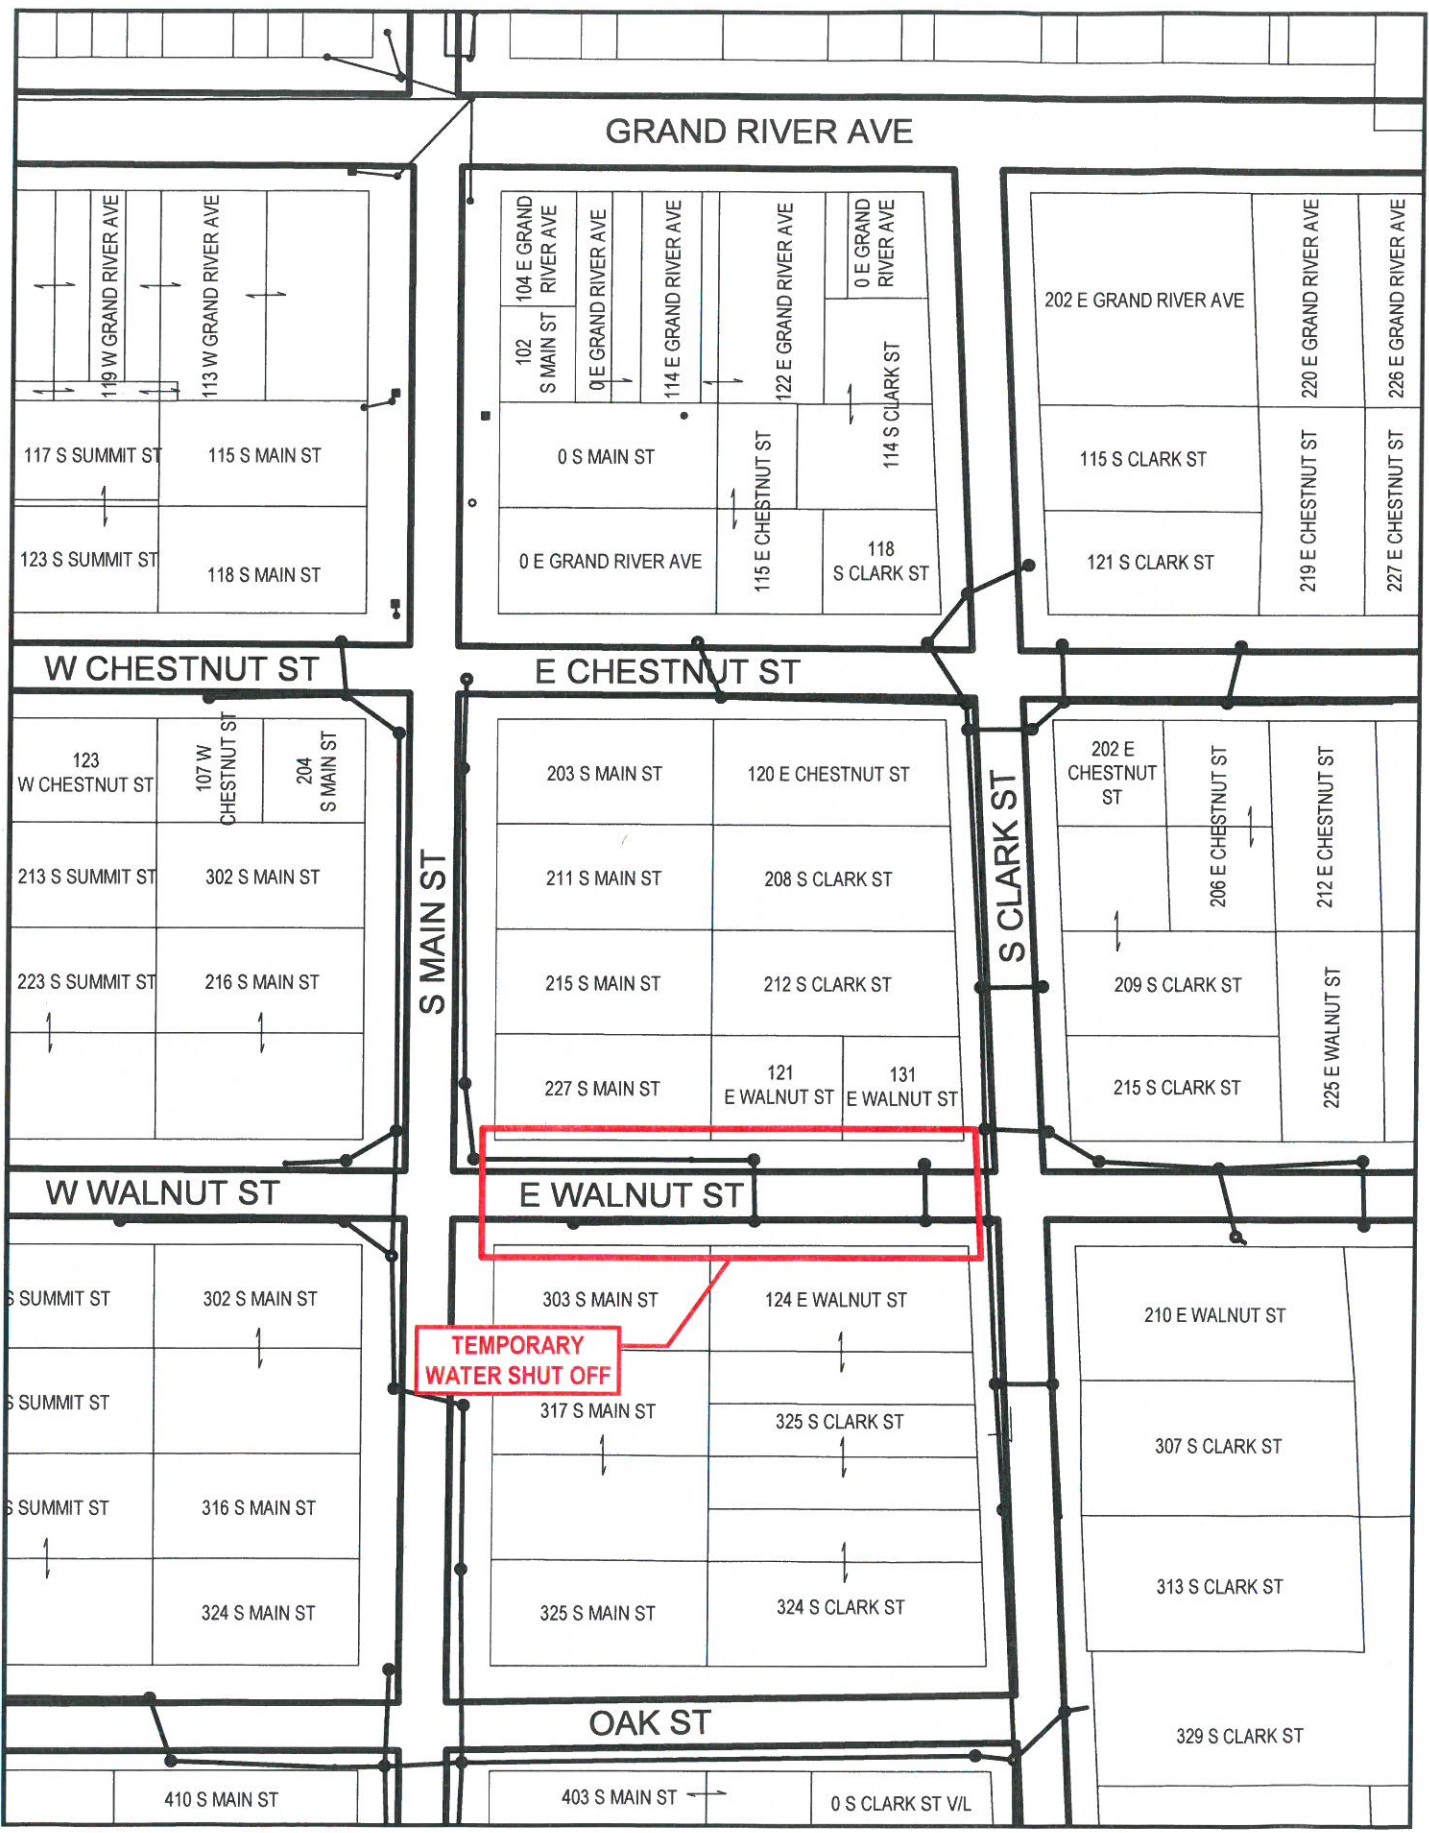 GRAND RIVER AVE
119 W GRAND RIVER AVE
113 W GRAND RIVER AVE
104 E GRAND
RIVER AVE
102
S MAIN ST
0 E GRAND RIVER AVE
114 E GRAND RIVER AVE
122 E GRAND RIVER AVE
0 E GRAND
RIVER AVE
114 S CLARK ST
202 E GRAND RIVER AVE
220 E GRAND RIVER AVE
226 E GRAND RIVER AVE
117 S SUMMIT ST
115 S MAIN ST
0 S MAIN ST
115 E CHESTNUT ST
115 S CLARK ST
219 E CHESTNUT ST
227 E CHESTNUT ST
123 S SUMMIT ST
118 S MAIN ST
0 E GRAND RIVER AVE
118
S CLARK ST
121 S CLARK ST
W CHESTNUT ST
E CHESTNUT ST
123
W CHESTNUT ST
107 W
CHESTNUT ST
204
S MAIN ST
203 S MAIN ST
120 E CHESTNUT ST
202 E
CHESTNUT
ST
206 E CHESTNUT ST
212 E CHESTNUT ST
S MAIN ST
S CLARK ST
213 S SUMMIT ST
302 S MAIN ST
211 S MAIN ST
208 S CLARK ST
223 S SUMMIT ST
216 S MAIN ST
215 S MAIN ST
212 S CLARK ST
209 S CLARK ST
225 E WALNUT ST
227 S MAIN ST
121
E WALNUT ST
131
E WALNUT ST
215 S CLARK ST
W WALNUT ST
E WALNUT ST
S SUMMIT ST
302 S MAIN ST
303 S MAIN ST
124 E WALNUT ST
210 E WALNUT ST
TEMPORARY
WATER SHUT OFF
S SUMMIT ST
317 S MAIN ST
325 S CLARK ST
307 S CLARK ST
S SUMMIT ST
316 S MAIN ST
313 S CLARK ST
324 S MAIN ST
325 S MAIN ST
324 S CLARK ST
OAK ST
329 S CLARK ST
410 S MAIN ST
403 S MAIN ST
0 S CLARK ST V/L